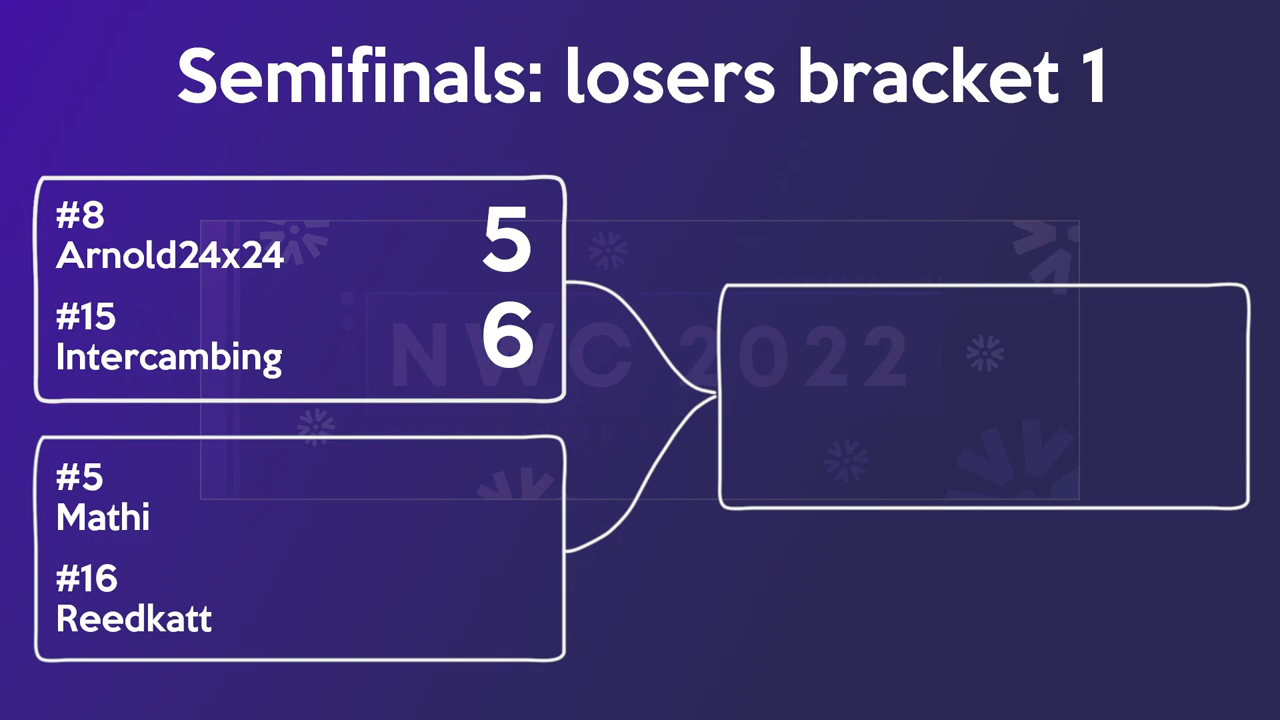 Semifinals: losers bracket 1
#8
Arnold24x24
5
#15
Intercambing
6
NWC 2022
#5
Mathi
#16
Reedkatt